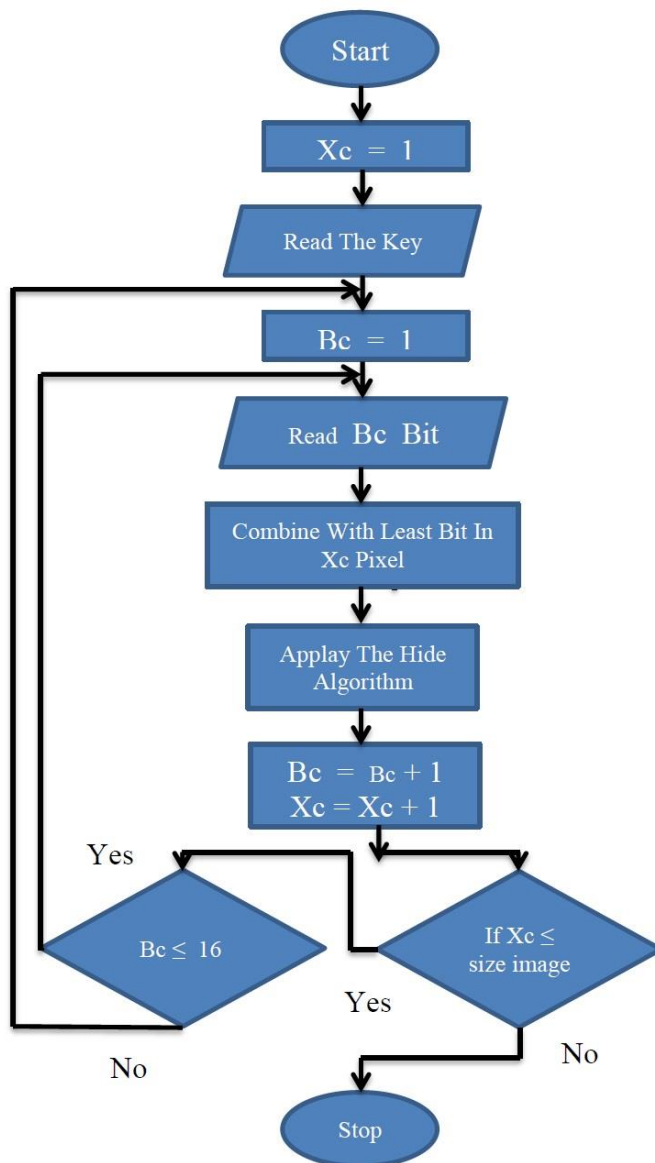 Start
Xc = 1
Read The Key
Bc = 1
Read Bc Bit
Combine With Least Bit In
Xc Pixel
Applay The Hide
Algorithm
Bc = Bc + 1
Xc = Xc + 1
Yes
Bc ≤ 16
If Xc ≤
size image
Yes
No
No
Stop